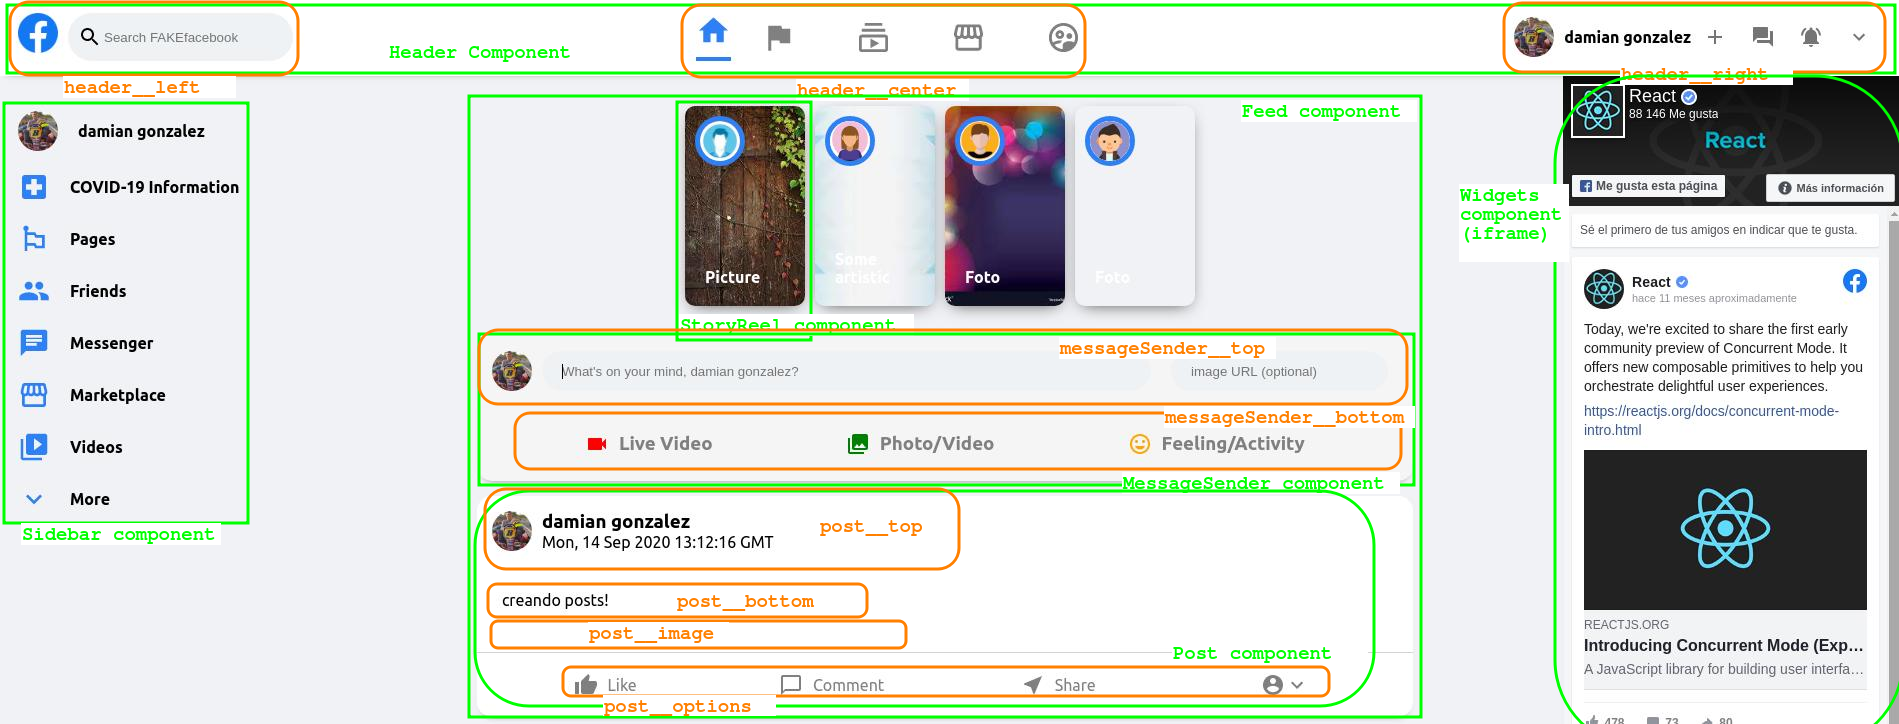 Search FAKEfacebook
Header Component
damian gonzalez
header__left
header__center
header__right
damian gonzalez
COVID-19 Information
Pages
Friends
Messenger
Marketplace
Videos
More
Sidebar component
Feed component
Picture
Some
artistic
Foto
Foto
StoryReel component
messageSender__top
What's on your mind, damian gonzalez?
image URL (optional)
messageSender__bottom
Live Video
Photo/Video
Feeling/Activity
MessageSender component
damian gonzalez
Mon, 14 Sep 2020 13:12:16 GMT
post__top
creando posts!
post__bottom
post__image
Post component
Like
Comment
Share
post__options
Widgets
component
(iframe)
React
88 146 Me gusta
React
Me gusta esta página
Más información
Sé el primero de tus amigos en indicar que te gusta.
React
hace 11 meses aproximadamente
Today, we're excited to share the first early
community preview of Concurrent Mode. It
offers new composable primitives to help you
orchestrate delightful user experiences.
https://reactjs.org/docs/concurrent-mode-
intro.html
REACTJS.ORG
Introducing Concurrent Mode (Exp...
A JavaScript library for building user interfa...
478
73
80